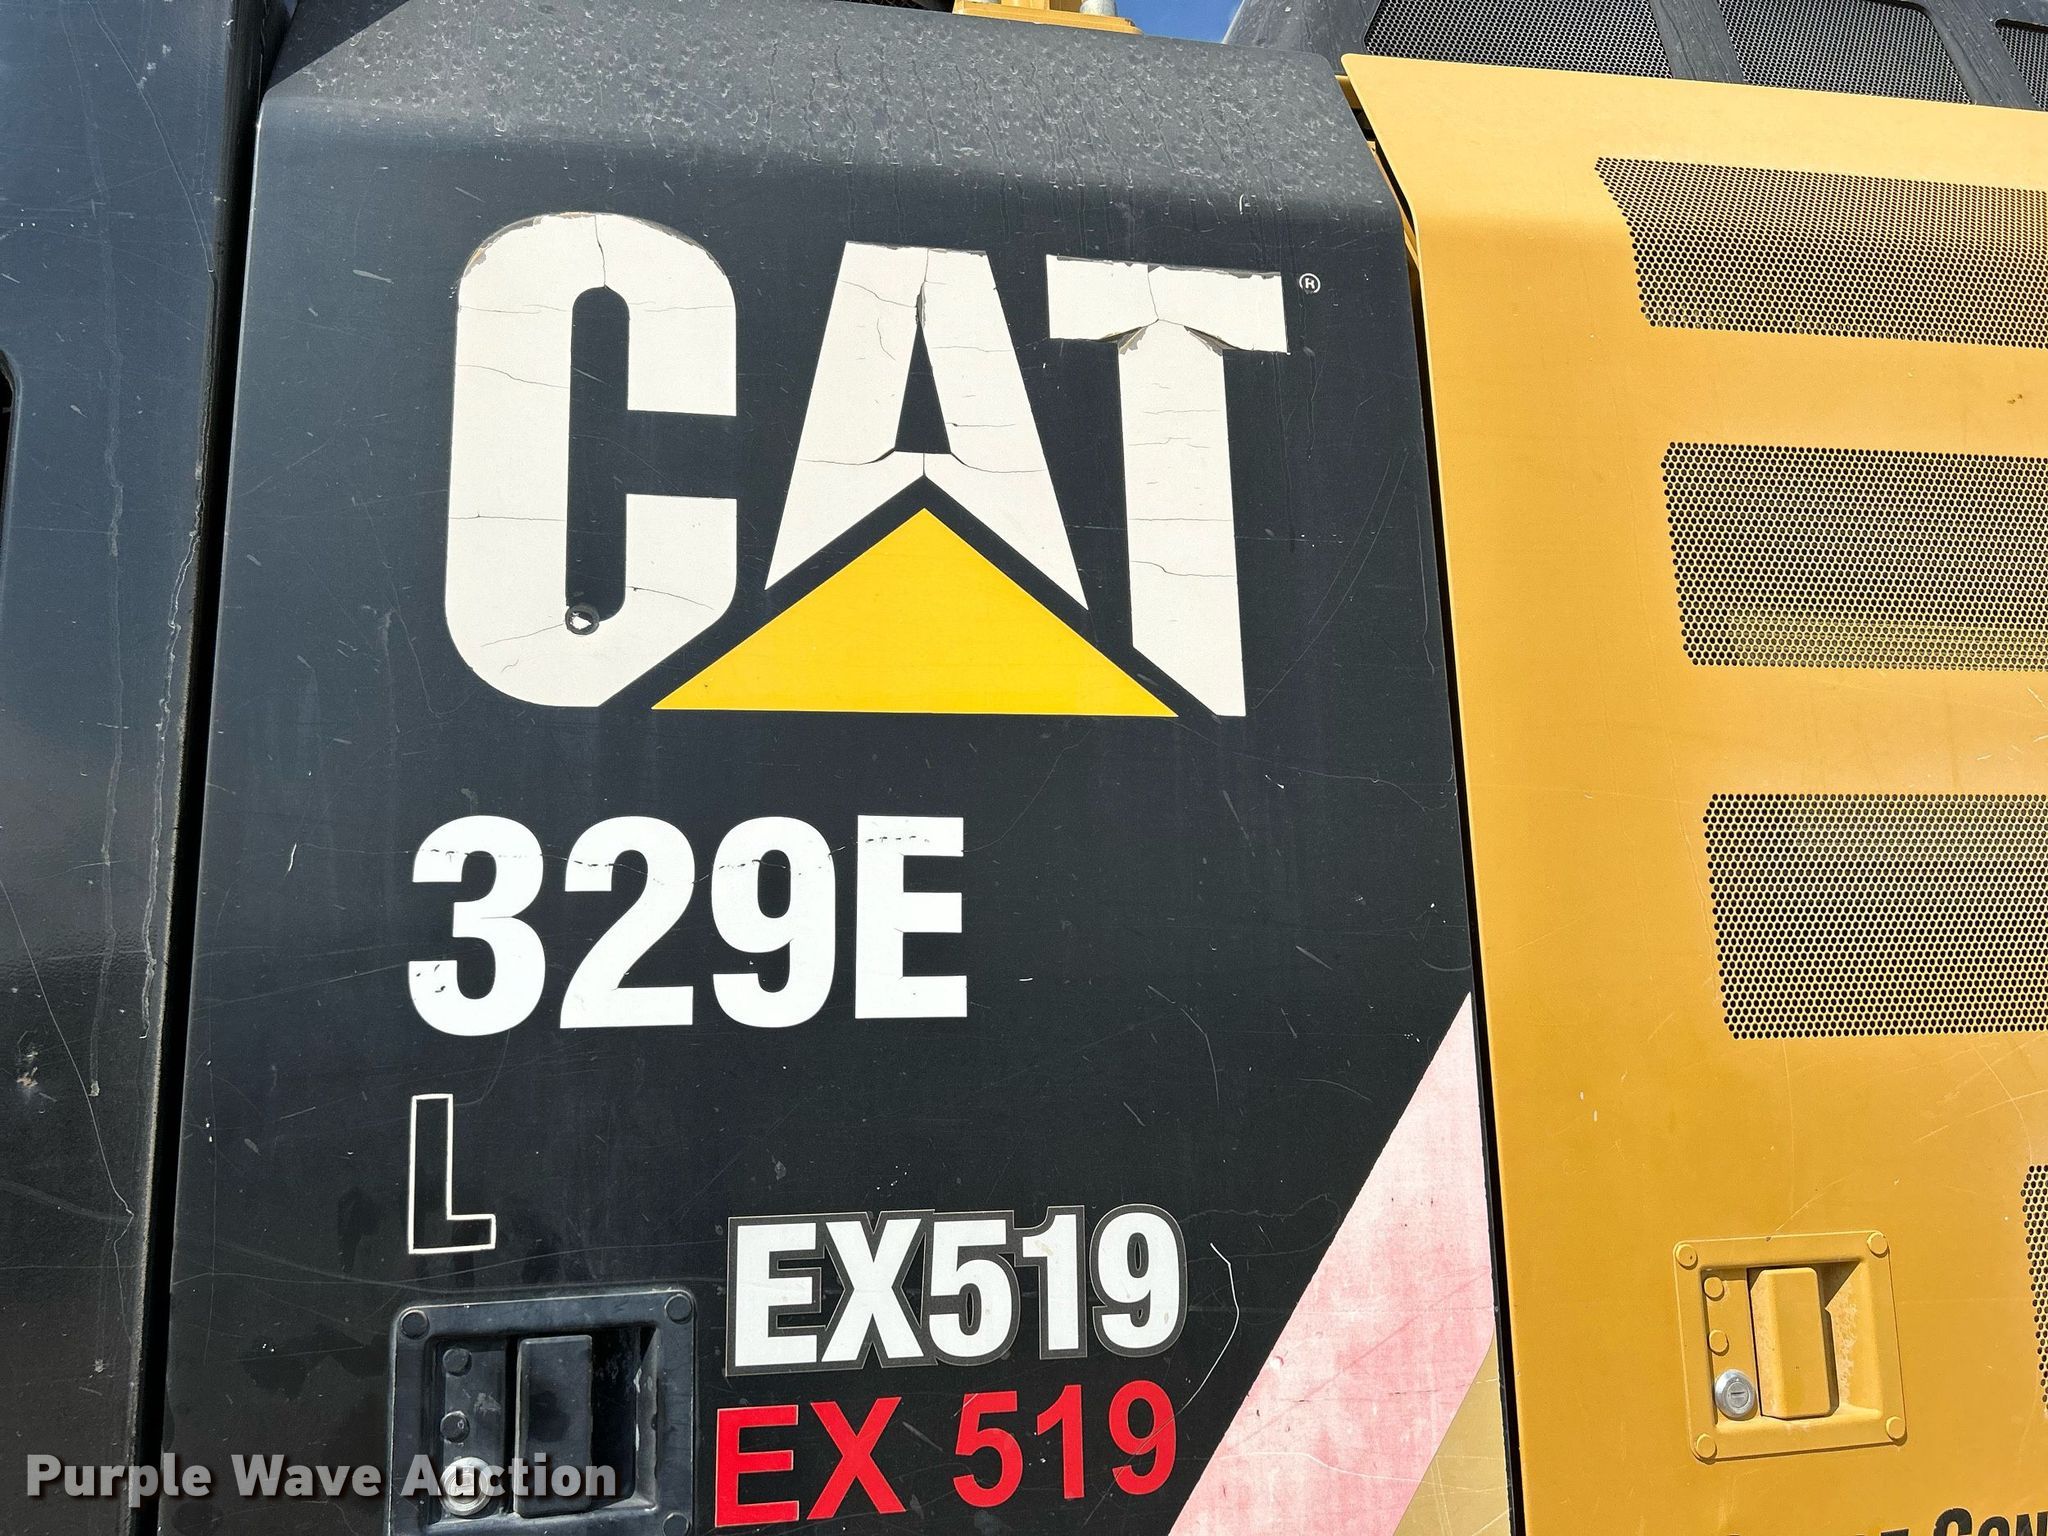 CAT®
329E
L
EX519
EX 519
Purple Wave Auction